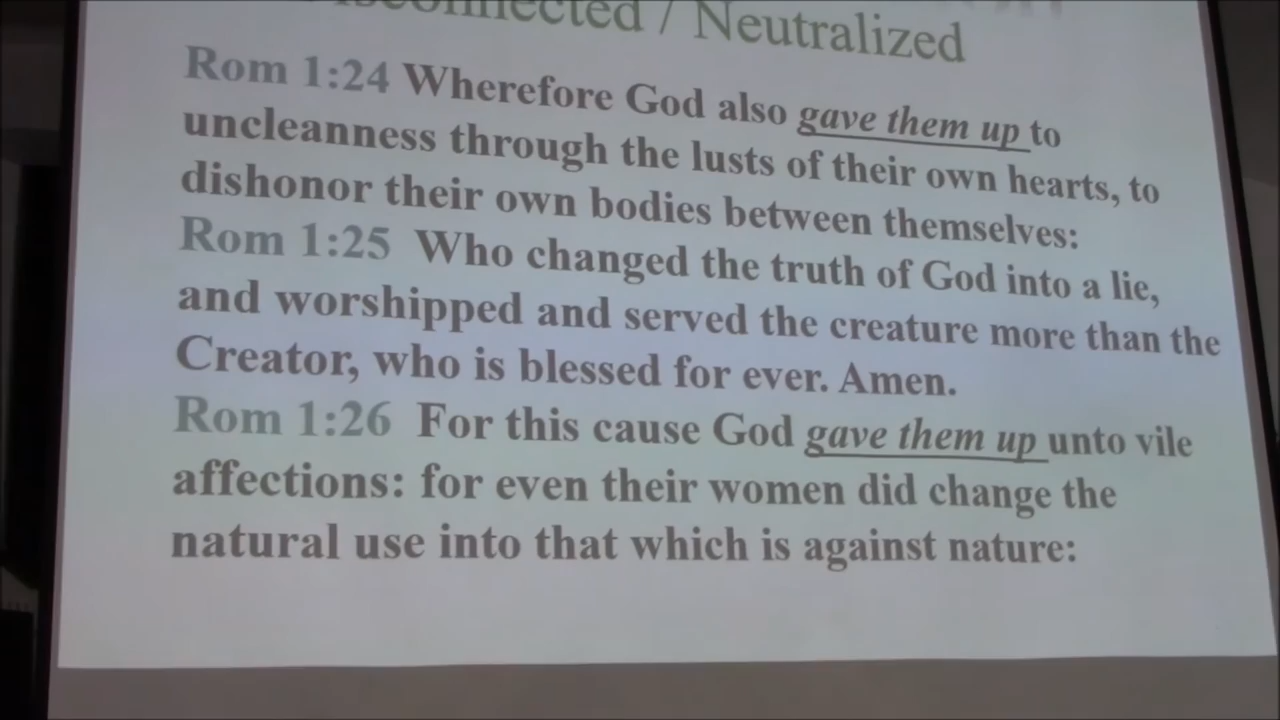 / Neutralized
Rom 1:24 Wherefore God also gave them up to
uncleanness through the lusts of their own hearts, to
dishonor their own bodies between themselves:
Rom 1:25 Who changed the truth of God into a lie,
and worshipped and served the creature more than the
Creator, who is blessed for ever. Amen.
Rom 1:26 For this cause God gave them up unto vile
affections: for even their women did change the
natural use into that which is against nature: